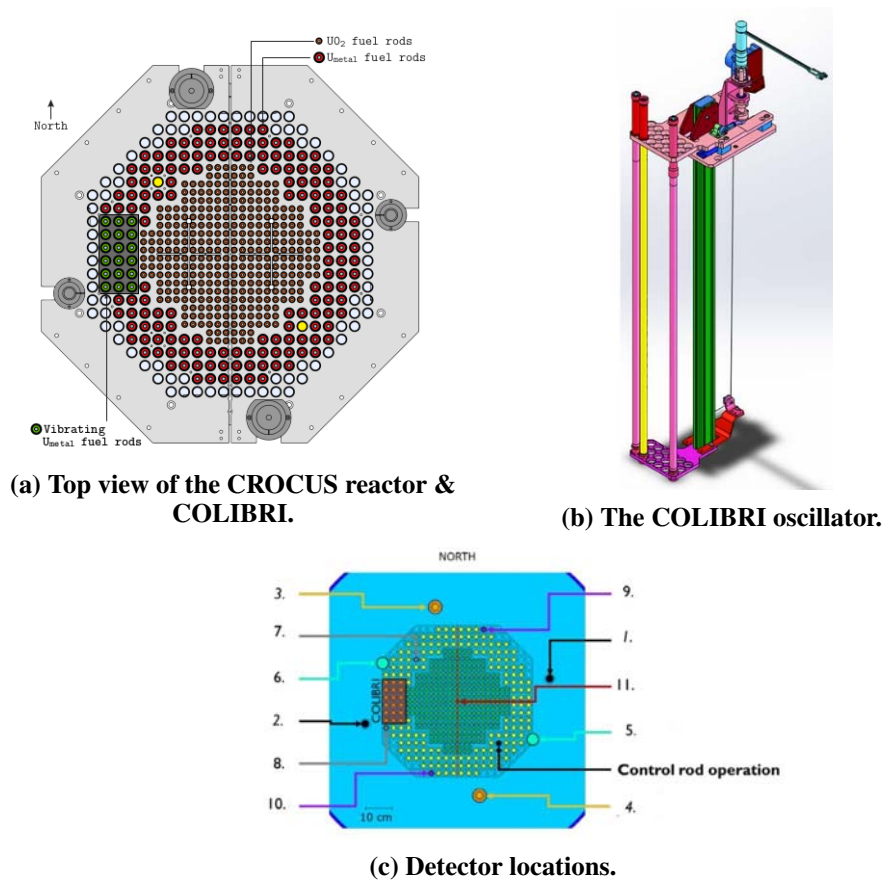 UO₂ fuel rods
U_metal fuel rods
North
Vibrating
U_metal fuel rods
(a) Top view of the CROCUS reactor &
COLIBRI.
(b) The COLIBRI oscillator.
NORTH
3.
9.
7.
1.
6.
11.
COLIBRI
2.
5.
8.
Control rod operation
10.
4.
10 cm
(c) Detector locations.